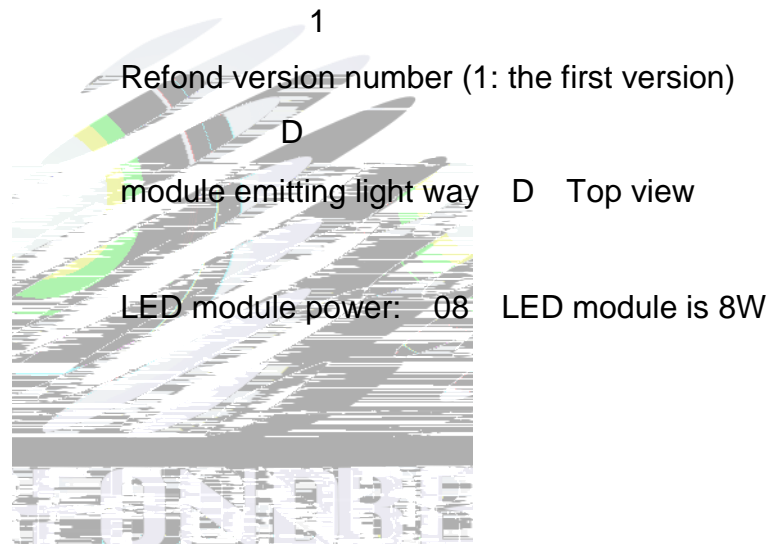 1
Refond version number (1: the first version)
D
module emitting light way D Top view
LED module power: 08 LED module is 8W